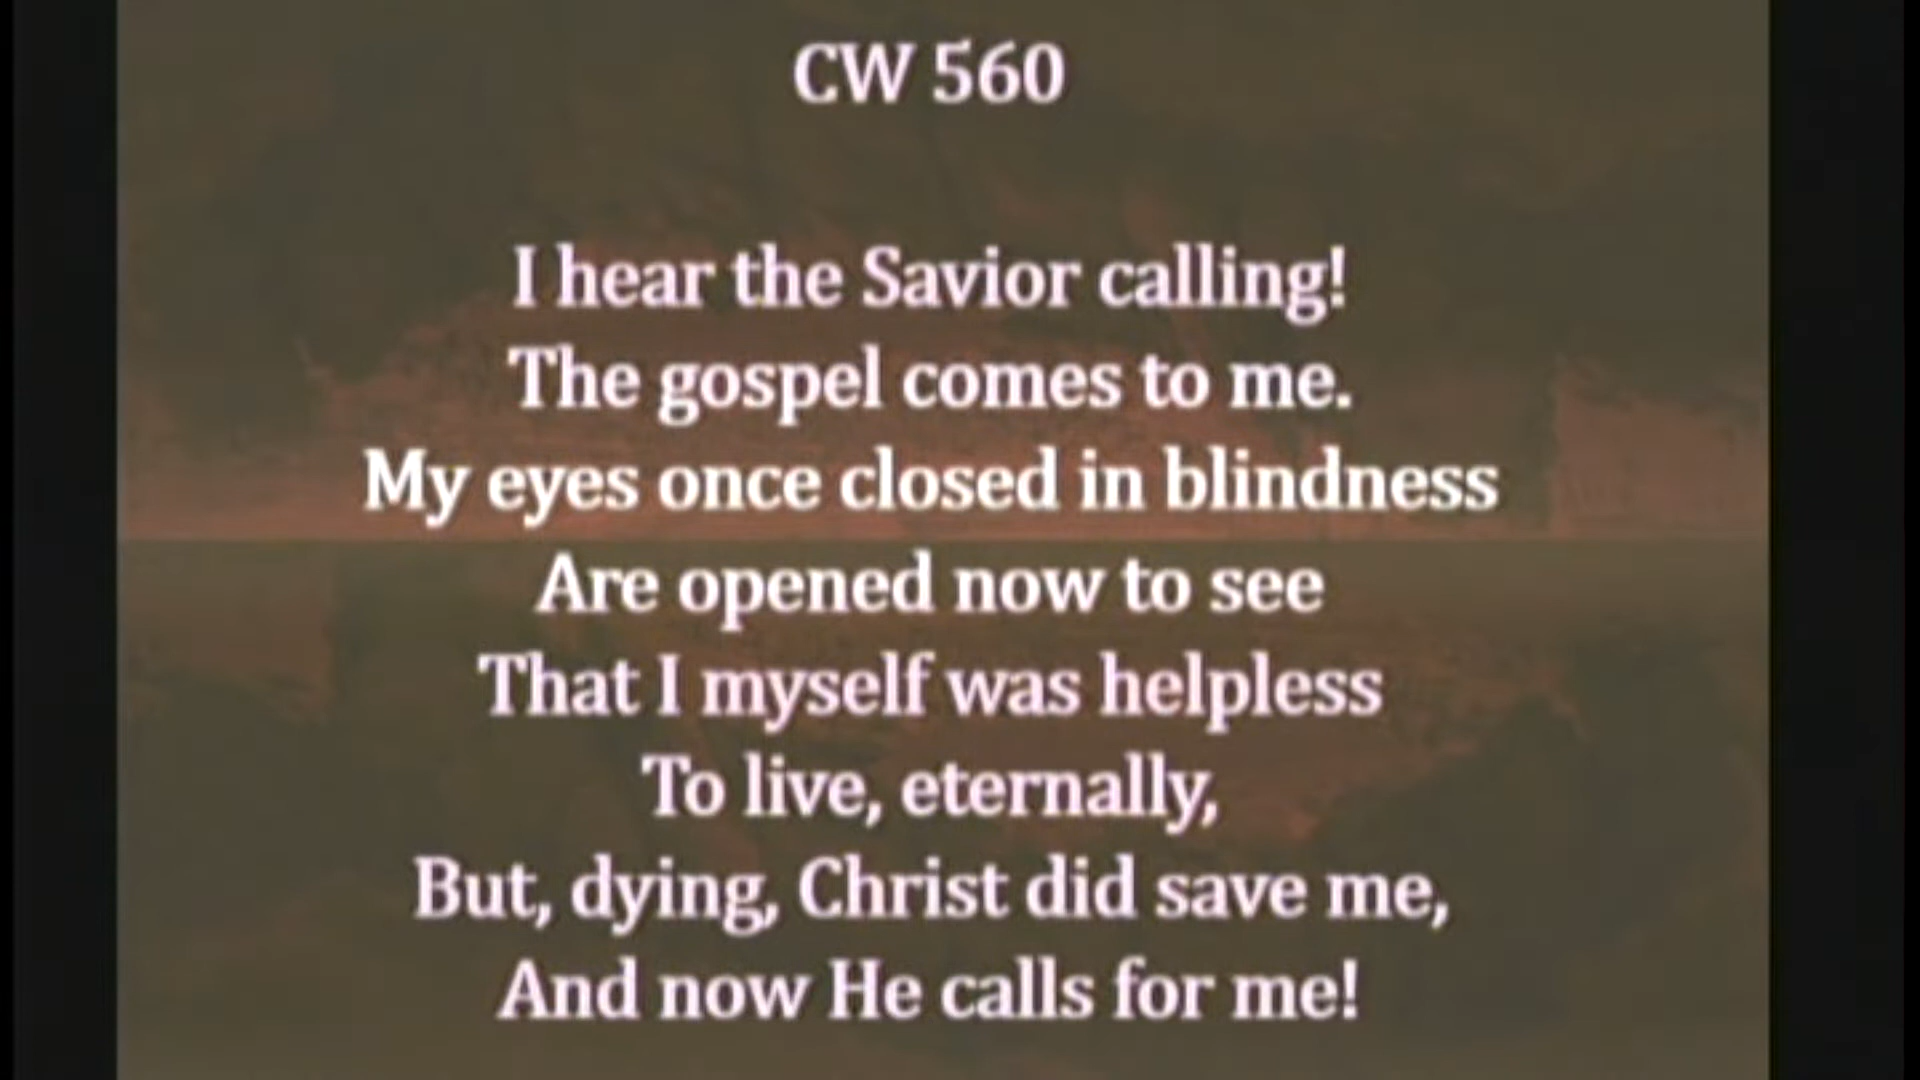 CW 560
I hear the Savior calling!
The gospel comes to me.
My eyes once closed in blindness
Are opened now to see
That I myself was helpless
To live, eternally,
But, dying, Christ did save me,
And now He calls for me!